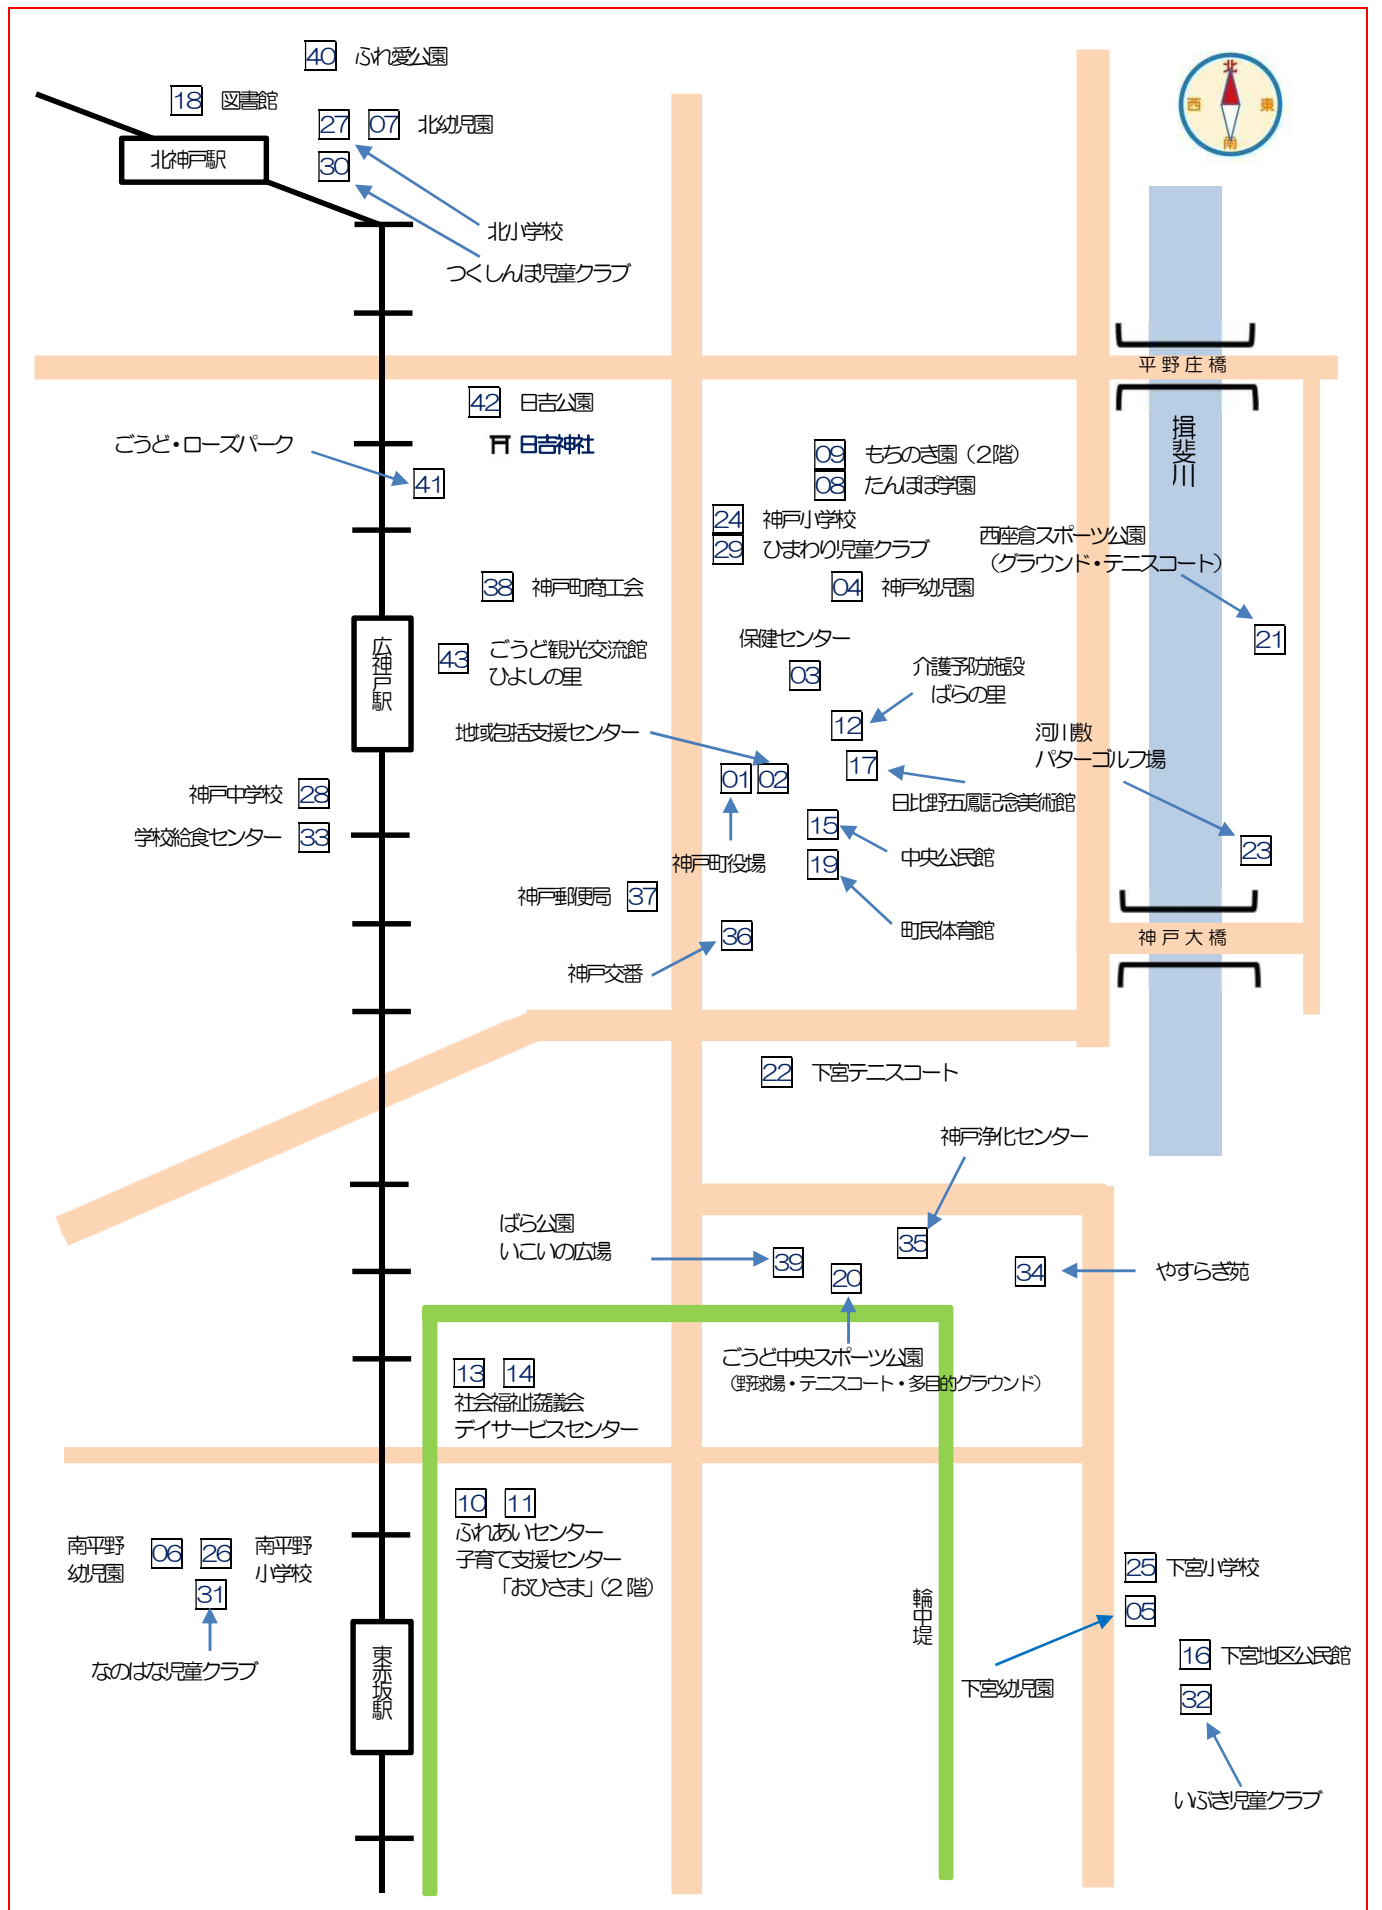 40 ふれ愛公園
18 図書館
27 07 北幼児園
30
北神戸駅
北小学校
つくしんぼ児童クラブ
北
西 東
南
平野庄橋
42 日吉公園
日吉神社
ごうど・ローズパーク
41
揖斐川
09 もちのき園（２階）
08 たんぽぽ学園
24 神戸小学校
29 ひまわり児童クラブ
西座倉スポーツ公園
（グラウンド・テニスコート）
21
38 神戸町商工会
04 神戸幼児園
広神戸駅
43 ごうど観光交流館
ひよしの里
保健センター
03
介護予防施設
ばらの里
12
地域包括支援センター
01 02
17
日比野五鳳記念美術館
河川敷
パターゴルフ場
23
神戸中学校 28
学校給食センター 33
神戸町役場
15
中央公民館
19
町民体育館
神戸郵便局 37
36
神戸交番
神戸大橋
22 下宮テニスコート
神戸浄化センター
35
ばら公園
いこいの広場
39
20
34 やすらぎ苑
ごうど中央スポーツ公園
（野球場・テニスコート・多目的グラウンド）
13 14
社会福祉協議会
デイサービスセンター
10 11
ふれあいセンター
子育て支援センター
「おひさま」（２階）
南平野
幼児園
06 26
南平野
小学校
31
なのはな児童クラブ
東赤坂駅
輪中堤
25 下宮小学校
05
下宮幼児園
16 下宮地区公民館
32
いぶき児童クラブ